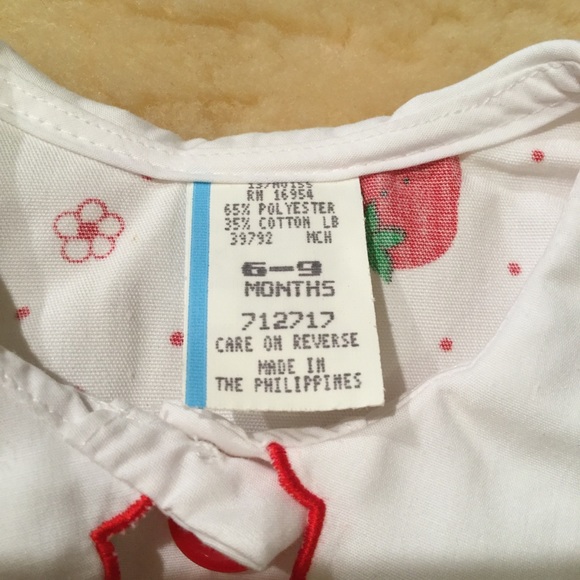 RN 16954
65% POLYESTER
35% COTTON LB
39792 MCH
6-9
MONTHS
712717
CARE ON REVERSE
MADE IN
THE PHILIPPINES